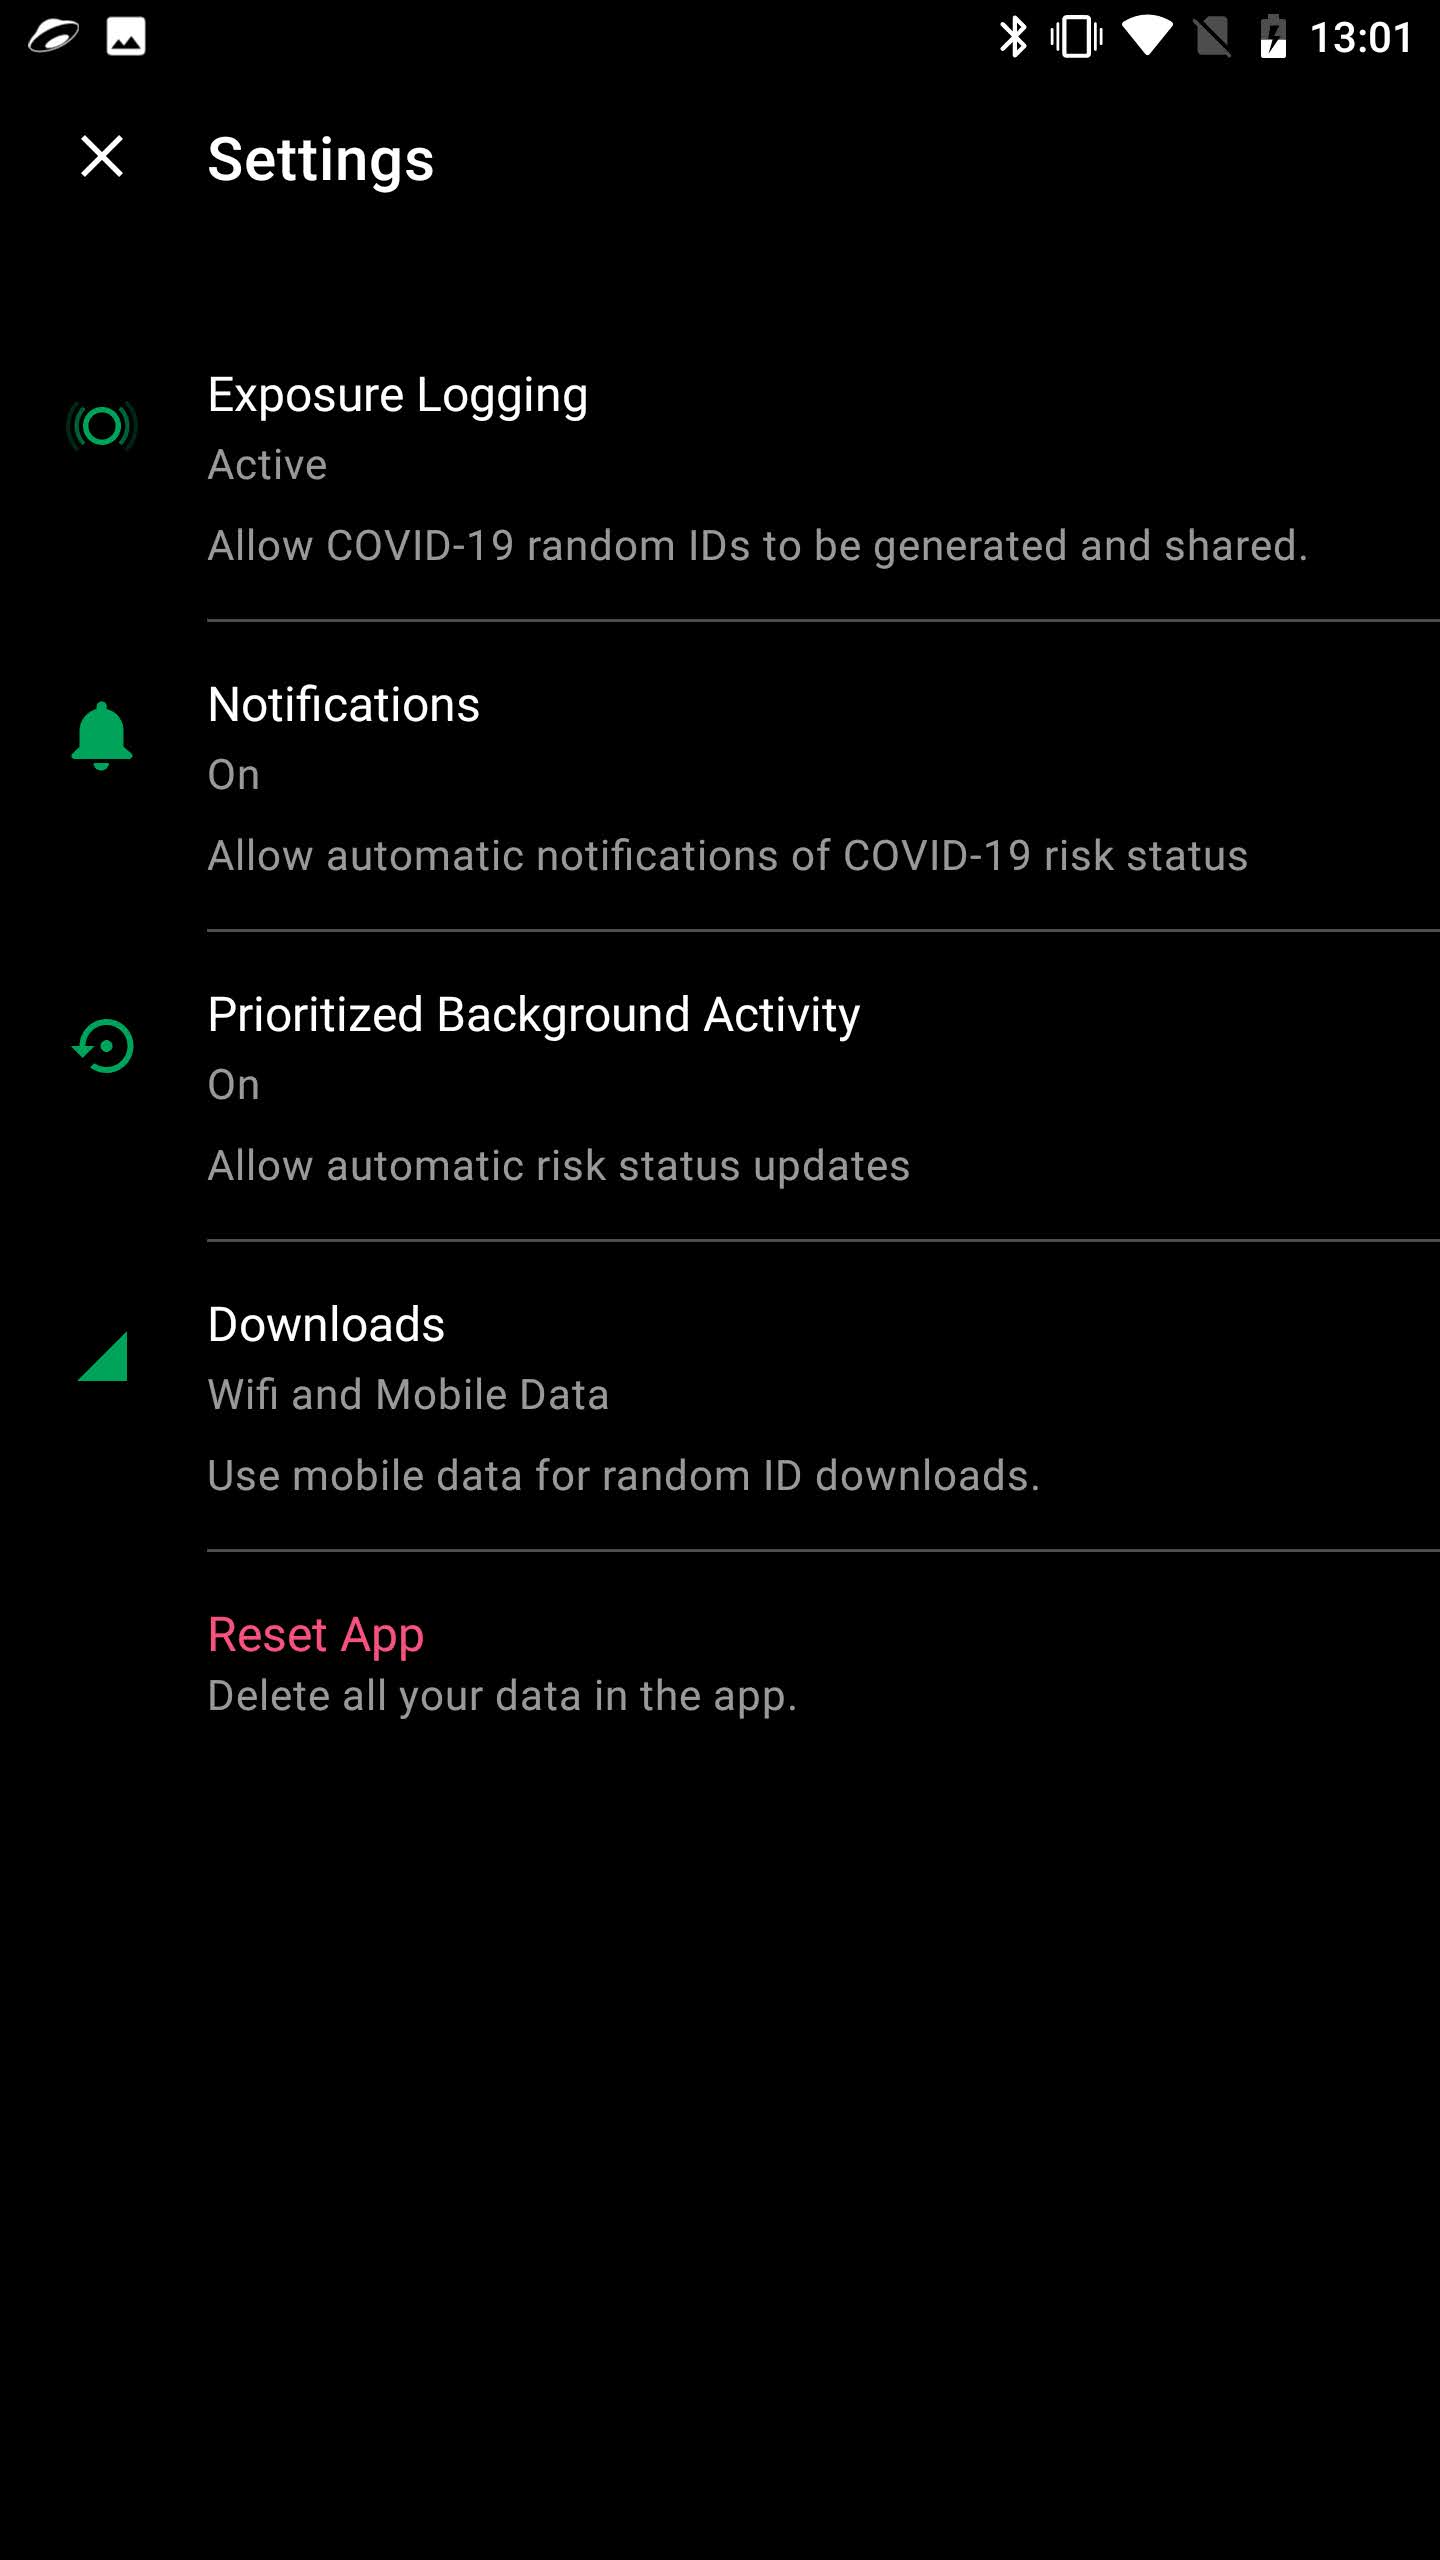 13:01
Settings
Exposure Logging
Active
Allow COVID-19 random IDs to be generated and shared.
Notifications
On
Allow automatic notifications of COVID-19 risk status
Prioritized Background Activity
On
Allow automatic risk status updates
Downloads
Wifi and Mobile Data
Use mobile data for random ID downloads.
Reset App
Delete all your data in the app.